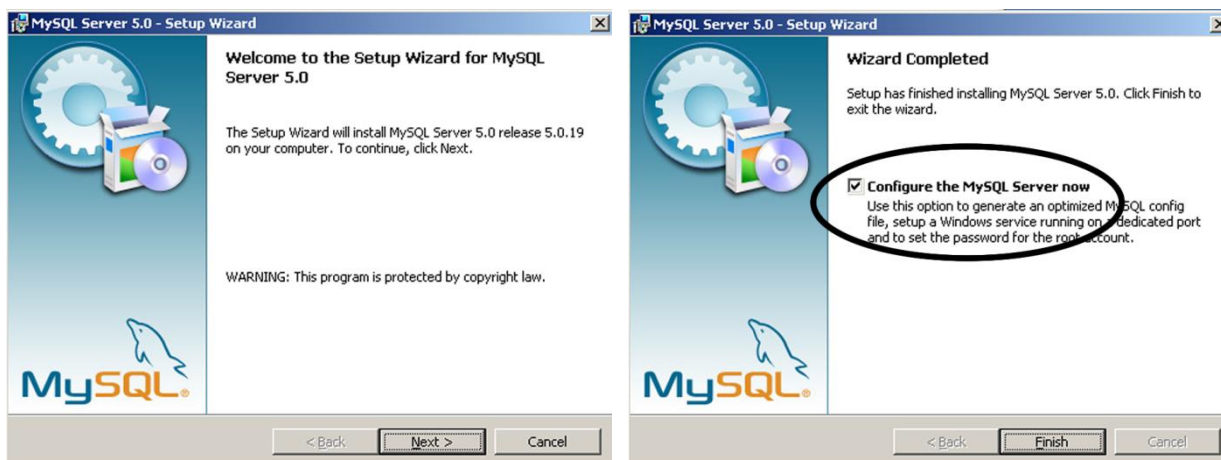 MySQL Server 5.0 - Setup Wizard
Welcome to the Setup Wizard for MySQL
Server 5.0
The Setup Wizard will install MySQL Server 5.0 release 5.0.19
on your computer. To continue, click Next.
WARNING: This program is protected by copyright law.
MySQL®
< Back
Next >
Cancel
MySQL Server 5.0 - Setup Wizard
Wizard Completed
Setup has finished installing MySQL Server 5.0. Click Finish to
exit the wizard.
Configure the MySQL Server now
Use this option to generate an optimized MySQL config
file, setup a Windows service running on a dedicated port
and to set the password for the root account.
MySQL®
< Back
Finish
Cancel